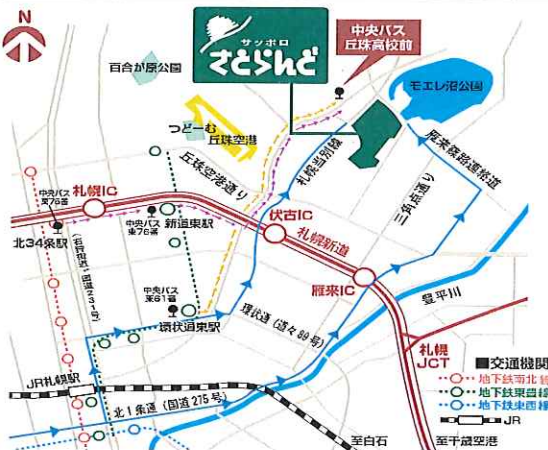 N
サッポロ
さとらんど
中央バス
丘珠高校前
百合が原公園
モエレ沼公園
つどーむ
丘珠空港
丘珠空港通り
札幌当別線
三角点通り
雁来篠路連絡道
中央バス
東76番
札幌IC
中央バス
東76番
新道東駅
北34条駅
伏古IC
札幌新道
雁来IC
豊平川
(石狩街道・国道231号)
中央バス
東61番
環状通東駅
環状通(道々89号)
札幌
JCT
JR札幌駅
北1条通(国道275号)
至白石
至千歳空港
■交通機関
地下鉄南北線
地下鉄東豊線
地下鉄東西線
JR